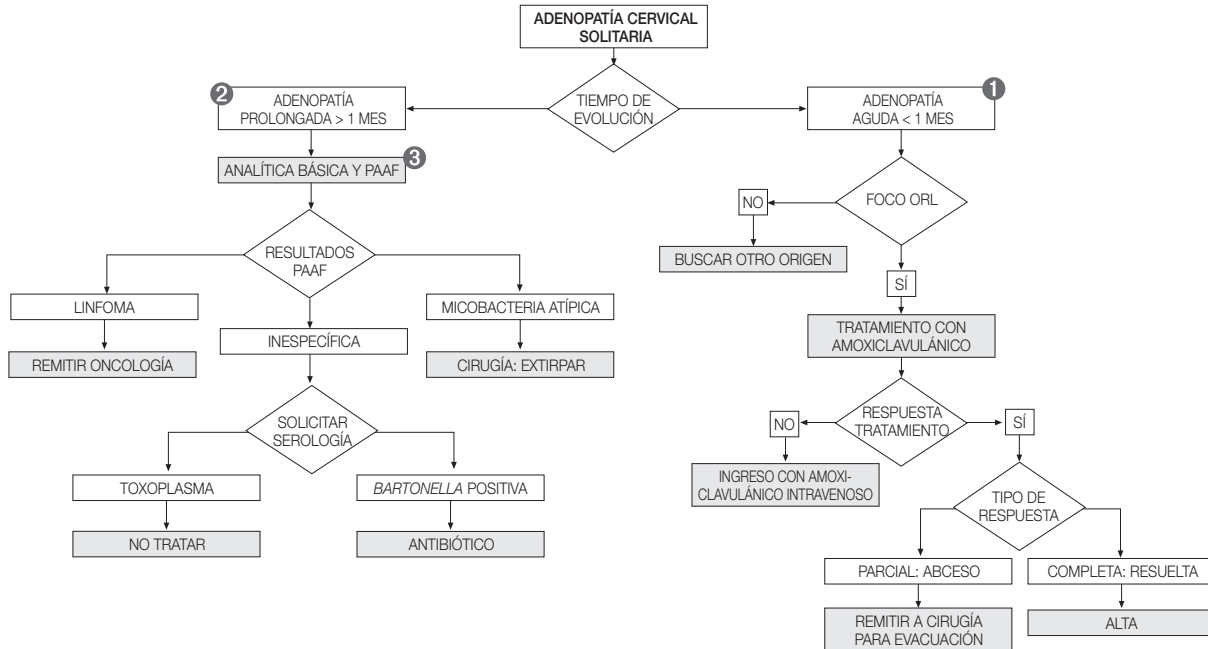 ADENOPATÍA CERVICAL
SOLITARIA
TIEMPO DE
EVOLUCIÓN
2
ADENOPATÍA
PROLONGADA > 1 MES
1
ADENOPATÍA
AGUDA < 1 MES
3
ANALÍTICA BÁSICA Y PAAF
FOCO ORL
NO
BUSCAR OTRO ORIGEN
SÍ
RESULTADOS
PAAF
LINFOMA
MICOBACTERIA ATÍPICA
INESPECÍFICA
REMITIR ONCOLOGÍA
CIRUGÍA: EXTIRPAR
TRATAMIENTO CON
AMOXICLAVULÁNICO
SOLICITAR
SEROLOGÍA
RESPUESTA
TRATAMIENTO
NO
SÍ
TOXOPLASMA
BARTONELLA POSITIVA
INGRESO CON AMOXI-
CLAVULÁNICO INTRAVENOSO
TIPO DE
RESPUESTA
NO TRATAR
ANTIBIÓTICO
PARCIAL: ABCESO
COMPLETA: RESUELTA
REMITIR A CIRUGÍA
PARA EVACUACIÓN
ALTA